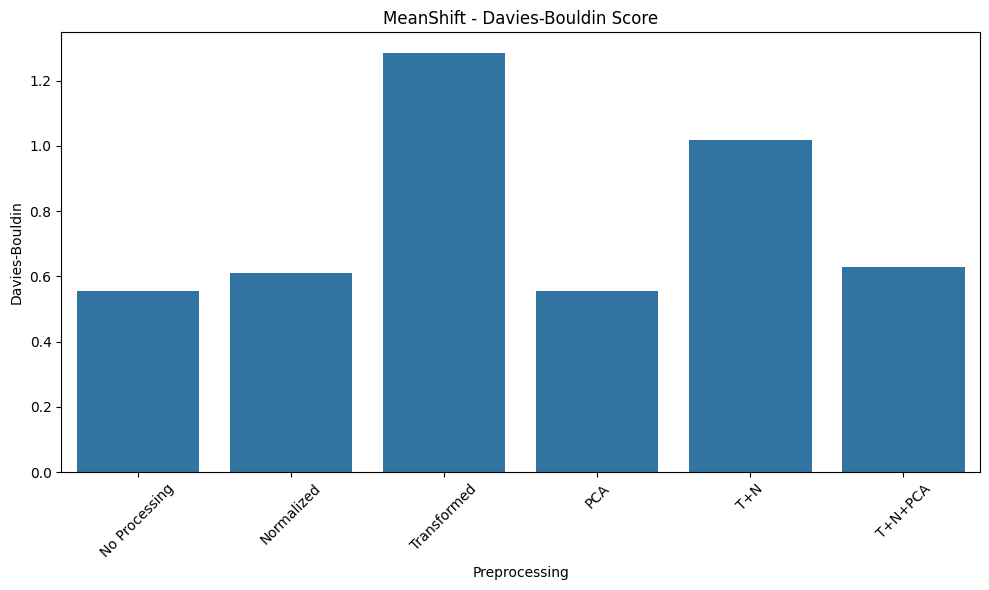 MeanShift - Davies-Bouldin Score
Davies-Bouldin
1.2
1.0
0.8
0.6
0.4
0.2
0.0
No Processing
Normalized
Transformed
PCA
T+N
T+N+PCA
Preprocessing